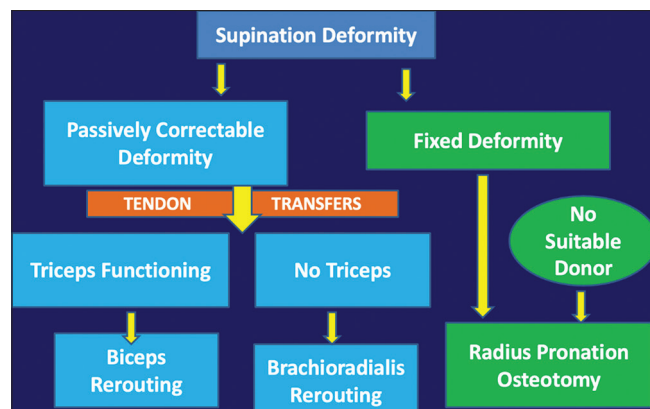 Supination Deformity
Passively Correctable
Deformity
Fixed Deformity
TENDON TRANSFERS
No
Suitable
Donor
Triceps Functioning
No Triceps
Biceps
Rerouting
Brachioradialis
Rerouting
Radius Pronation
Osteotomy